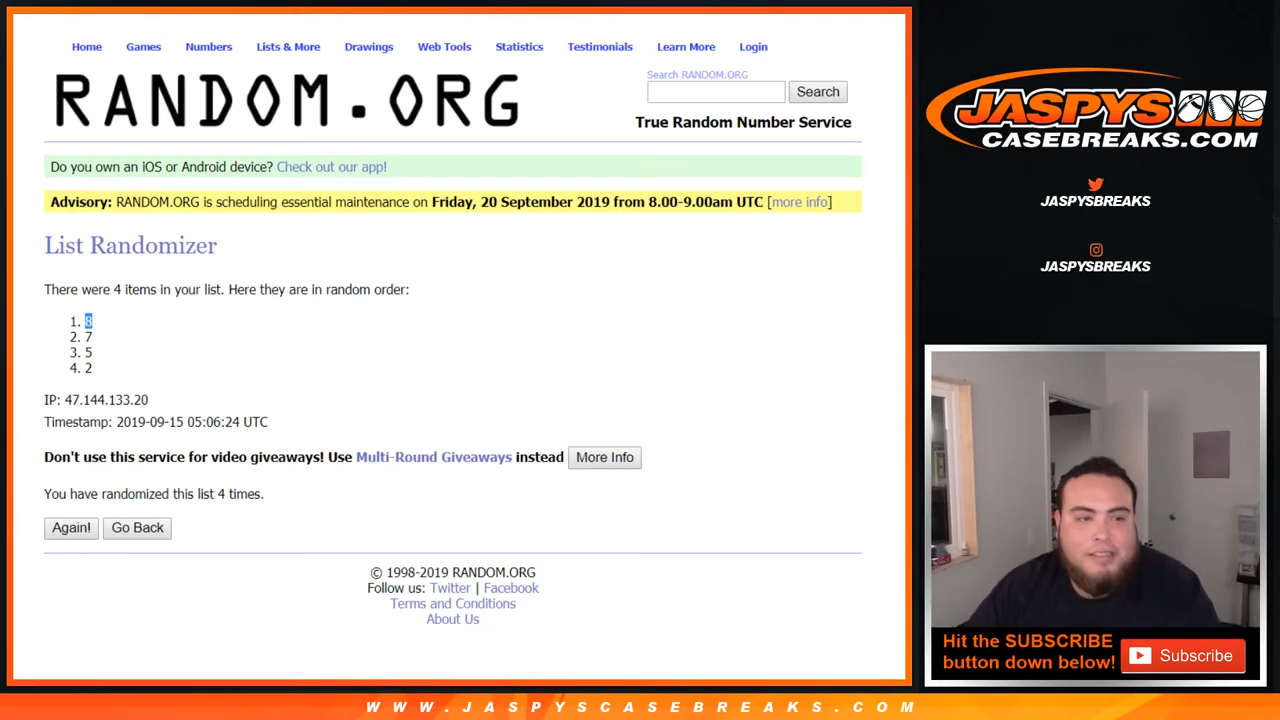 Home Games Numbers Lists & More Drawings Web Tools Statistics Testimonials Learn More Login
RANDOM.ORG
Search RANDOM.ORG
Search
True Random Number Service
Do you own an iOS or Android device? Check out our app!
Advisory: RANDOM.ORG is scheduling essential maintenance on Friday, 20 September 2019 from 8.00-9.00am UTC [more info]
List Randomizer
There were 4 items in your list. Here they are in random order:
1. 8
2. 7
3. 5
4. 2
IP: 47.144.133.20
Timestamp: 2019-09-15 05:06:24 UTC
Don't use this service for video giveaways! Use Multi-Round Giveaways instead More Info
You have randomized this list 4 times.
Again! Go Back
© 1998-2019 RANDOM.ORG
Follow us: Twitter | Facebook
Terms and Conditions
About Us
JASPYS
CASEBREAKS.COM
JASPYSBREAKS
JASPYSBREAKS
Hit the SUBSCRIBE
button down below!
Subscribe
WWW.JASPYSCASEBREAKS.COM